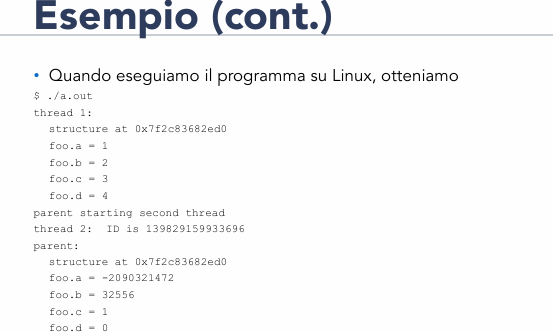 Esempio (cont.)
• Quando eseguiamo il programma su Linux, otteniamo
$ ./a.out
thread 1:
structure at 0x7f2c83682ed0
foo.a = 1
foo.b = 2
foo.c = 3
foo.d = 4
parent starting second thread
thread 2:  ID is 139829159933696
parent:
structure at 0x7f2c83682ed0
foo.a = -2090321472
foo.b = 32556
foo.c = 1
foo.d = 0